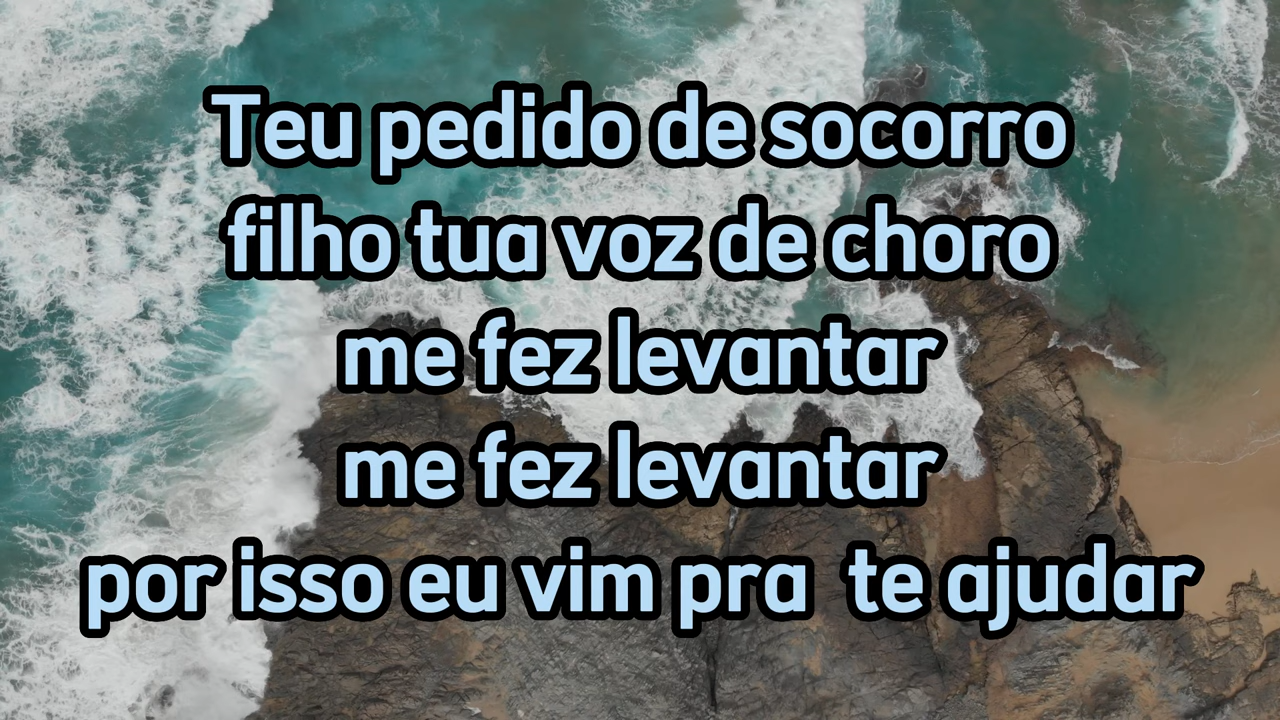 Teu pedido de socorro
filho tua voz de choro
me fez levantar
me fez levantar
por isso eu vim pra  te ajudar